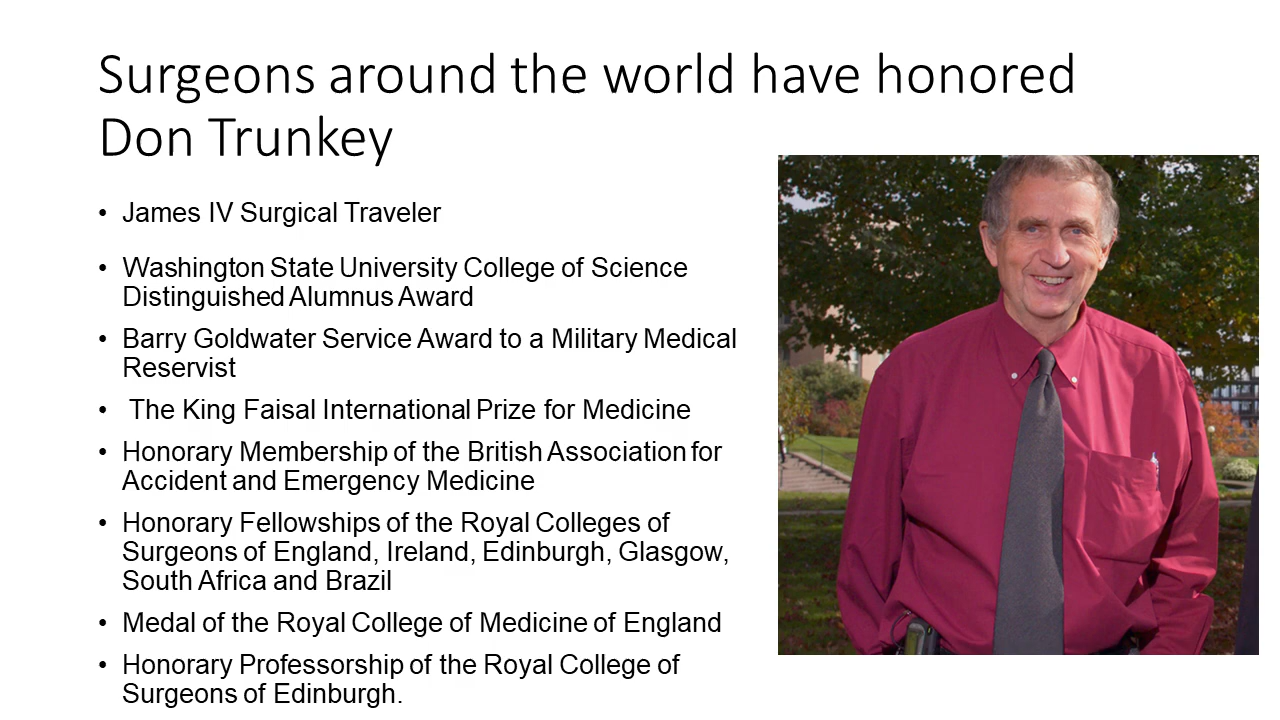 Surgeons around the world have honored
Don Trunkey
• James IV Surgical Traveler
• Washington State University College of Science
Distinguished Alumnus Award
• Barry Goldwater Service Award to a Military Medical
Reservist
• The King Faisal International Prize for Medicine
• Honorary Membership of the British Association for
Accident and Emergency Medicine
• Honorary Fellowships of the Royal Colleges of
Surgeons of England, Ireland, Edinburgh, Glasgow,
South Africa and Brazil
• Medal of the Royal College of Medicine of England
• Honorary Professorship of the Royal College of
Surgeons of Edinburgh.